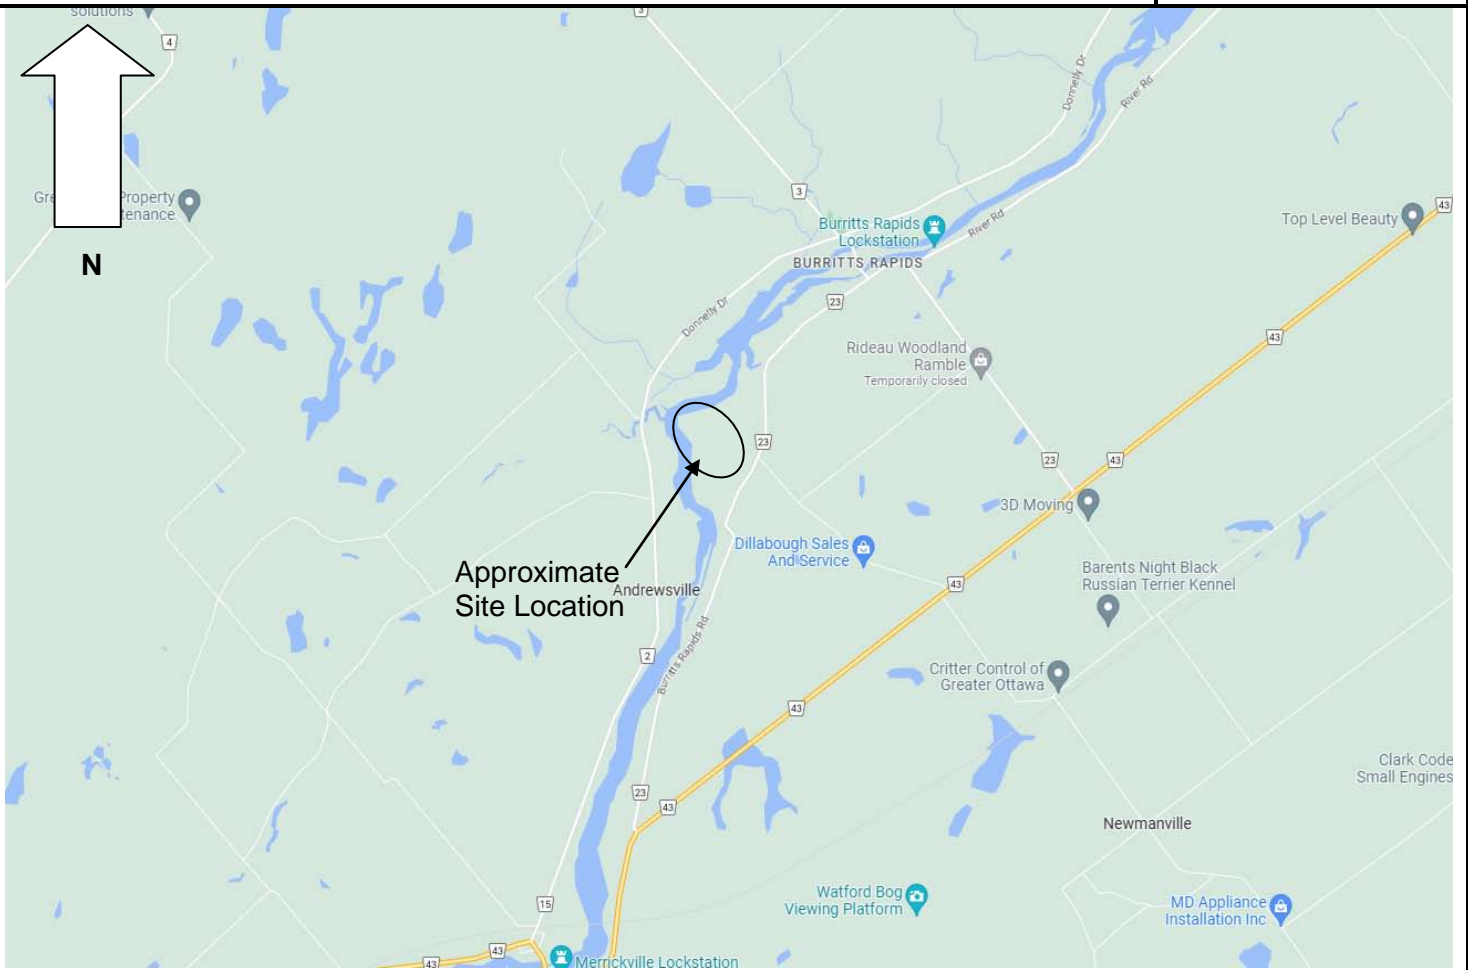 solutions
3
4
Donnelly Dr
River Rd
N
Property
tenance
3
Burritts Rapids
Lockstation
BURRITTS RAPIDS
River Rd
43
Top Level Beauty
Donnelly Dr
23
43
Rideau Woodland
Ramble
Temporarily closed
23
23
43
3D Moving
Dillabough Sales
And Service
Approximate
Site Location
Andrewsville
43
Barents Night Black
Russian Terrier Kennel
2
Burritts Rapids Rd
Critter Control of
Greater Ottawa
43
23
43
Clark Code
Small Engines
Newmanville
15
Watford Bog
Viewing Platform
MD Appliance
Installation Inc
43
43
Merrickville Lockstation